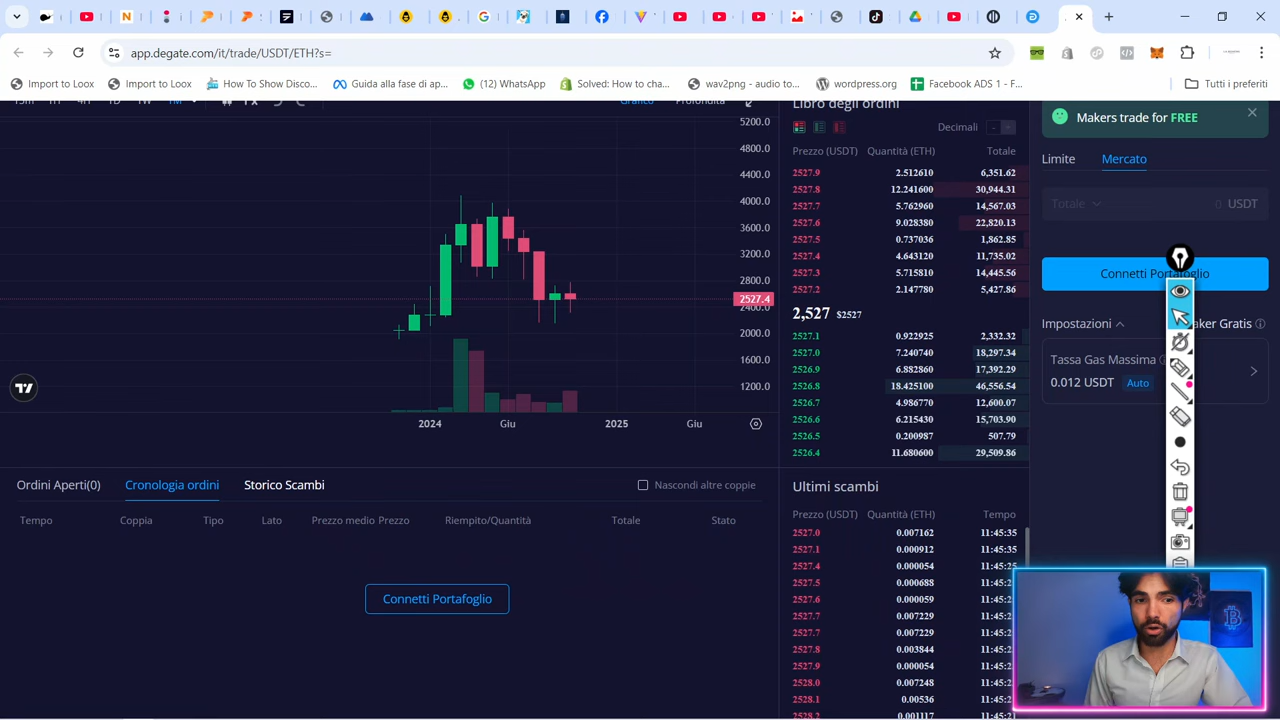 app.degate.com/it/trade/USDT/ETH?s=
Import to Loox
Import to Loox
How To Show Disco...
Guida alla fase di ap...
(12) WhatsApp
Solved: How to cha...
wav2png - audio to...
wordpress.org
Facebook ADS 1 - F...
Tutti i preferiti
Grafico
Profondità
5200.0
4800.0
4400.0
4000.0
3600.0
3200.0
2800.0
2527.4
2400.0
2000.0
1600.0
1200.0
2024
Giu
2025
Giu
Libro degli ordini
Decimali
Prezzo (USDT) Quantità (ETH) Totale
2527.9 2.512610 6,351.62
2527.8 12.241600 30,944.31
2527.7 5.762960 14,567.03
2527.6 9.028380 22,820.13
2527.5 0.737036 1,862.85
2527.4 4.643120 11,735.02
2527.3 5.715810 14,445.56
2527.2 2.147780 5,427.86
2,527 $2527
2527.1 0.922925 2,332.32
2527.0 7.240740 18,297.34
2526.9 6.882860 17,392.29
2526.8 18.425100 46,556.54
2526.7 4.986770 12,600.07
2526.6 6.215430 15,703.90
2526.5 0.200987 507.79
2526.4 11.680600 29,509.86
Makers trade for FREE
Limite
Mercato
Totale
0 USDT
Connetti Portafoglio
Impostazioni
aker Gratis
Tassa Gas Massima
0.012 USDT Auto
Ordini Aperti(0)
Cronologia ordini
Storico Scambi
Nascondi altre coppie
Tempo Coppia Tipo Lato Prezzo medio Prezzo Riempito/Quantità Totale Stato
Connetti Portafoglio
Ultimi scambi
Prezzo (USDT) Quantità (ETH) Tempo
2527.0 0.007162 11:45:35
2527.1 0.000912 11:45:35
2527.4 0.000054
2527.5 0.000688
2527.6 0.000059
2527.7 0.007229
2527.7 0.007229
2527.8 0.003844
2527.9 0.000054
2528.0 0.007248
2528.1 0.00536
2528.2 0.001117